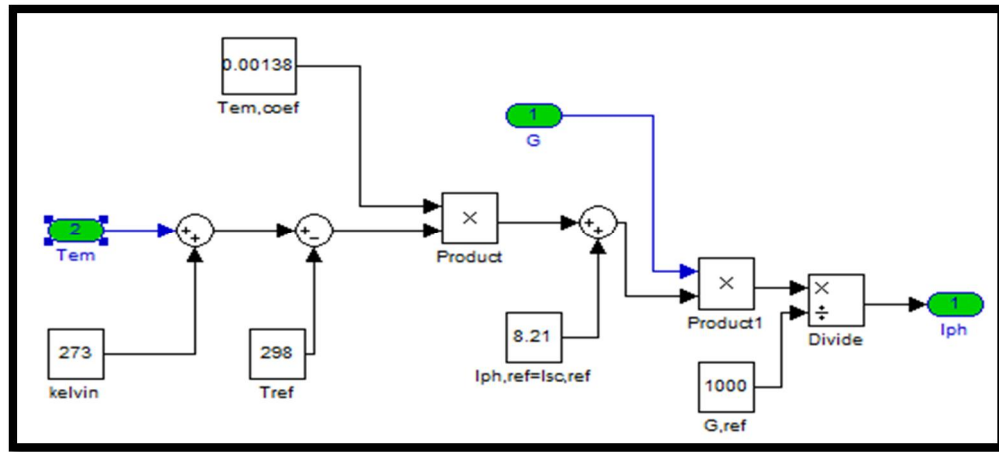 0.00138
Tem,coef
1
G
2
Tem
+
+
+
−
×
Product
+
+
×
Product1
×
÷
Divide
1
Iph
273
kelvin
298
Tref
8.21
Iph,ref=Isc,ref
1000
G,ref